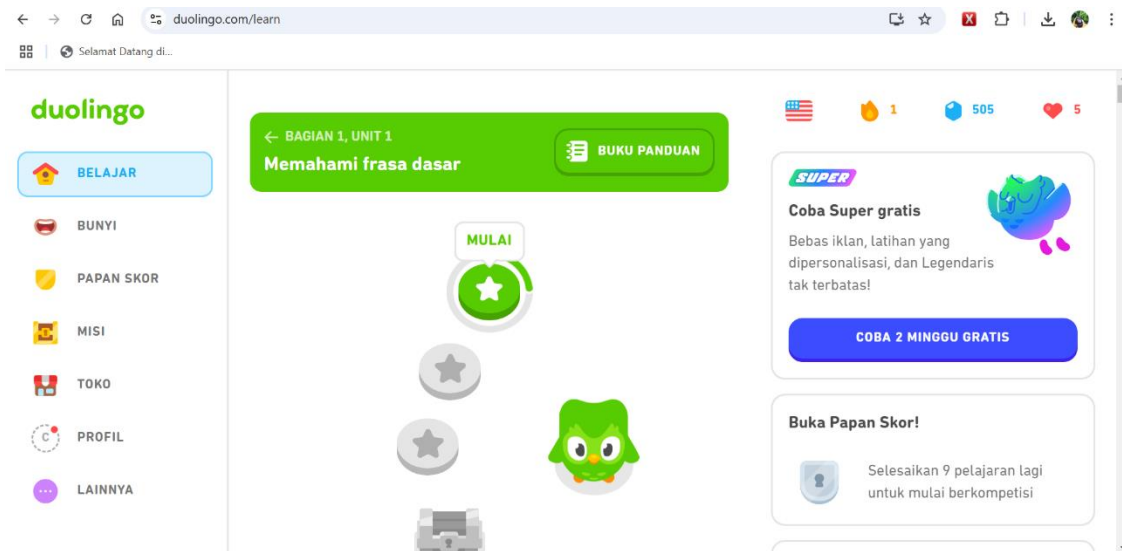 duolingo.com/learn
Selamat Datang di...
duolingo
BELAJAR
BUNYI
PAPAN SKOR
MISI
TOKO
C
PROFIL
LAINNYA
← BAGIAN 1, UNIT 1
Memahami frasa dasar
BUKU PANDUAN
MULAI
1
505
5
SUPER
Coba Super gratis
Bebas iklan, latihan yang
dipersonalisasi, dan Legendaris
tak terbatas!
COBA 2 MINGGU GRATIS
Buka Papan Skor!
Selesaikan 9 pelajaran lagi
untuk mulai berkompetisi